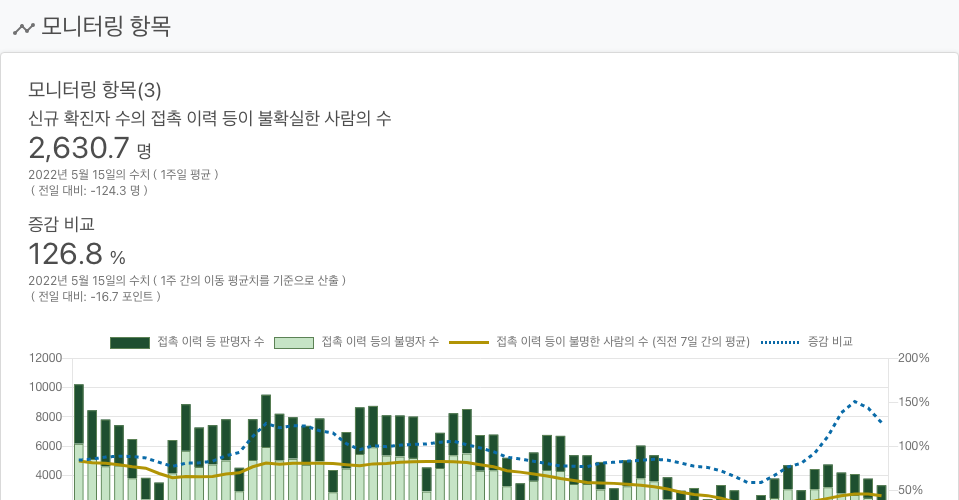 모니터링 항목
모니터링 항목(3)
신규 확진자 수의 접촉 이력 등이 불확실한 사람의 수
2,630.7 명
2022년 5월 15일의 수치 ( 1주일 평균 )
( 전일 대비: -124.3 명 )
증감 비교
126.8 %
2022년 5월 15일의 수치 ( 1주 간의 이동 평균치를 기준으로 산출 )
( 전일 대비: -16.7 포인트 )
접촉 이력 등 판명자 수 접촉 이력 등의 불명자 수 접촉 이력 등이 불명한 사람의 수 (직전 7일 간의 평균) 증감 비교
12000 200%
10000
8000 150%
6000 100%
4000
50%